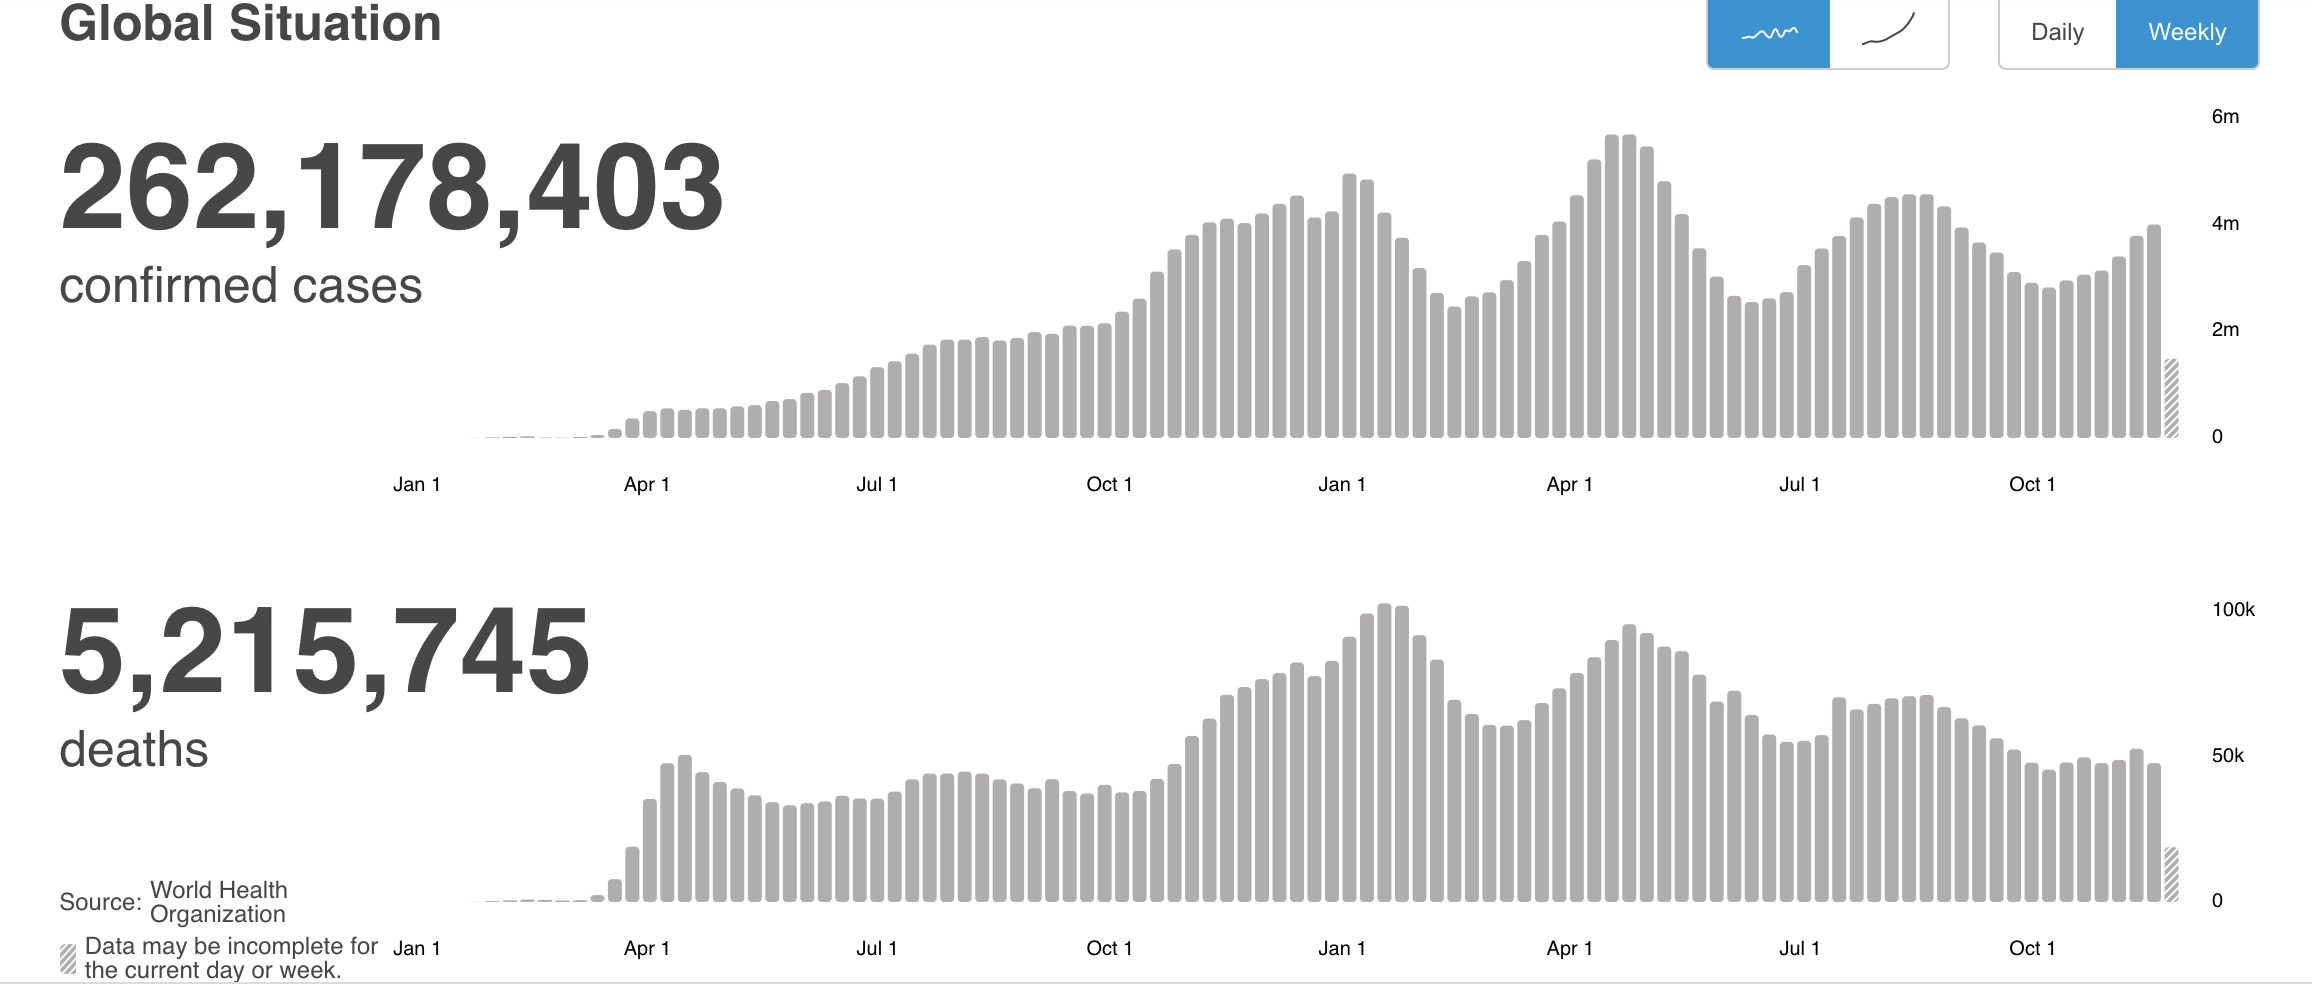 Global Situation
Daily
Weekly
262,178,403
confirmed cases
6m
4m
2m
0
Jan 1
Apr 1
Jul 1
Oct 1
Jan 1
Apr 1
Jul 1
Oct 1
5,215,745
deaths
100k
50k
0
Source: World Health
Organization
Data may be incomplete for
the current day or week.
Jan 1
Apr 1
Jul 1
Oct 1
Jan 1
Apr 1
Jul 1
Oct 1